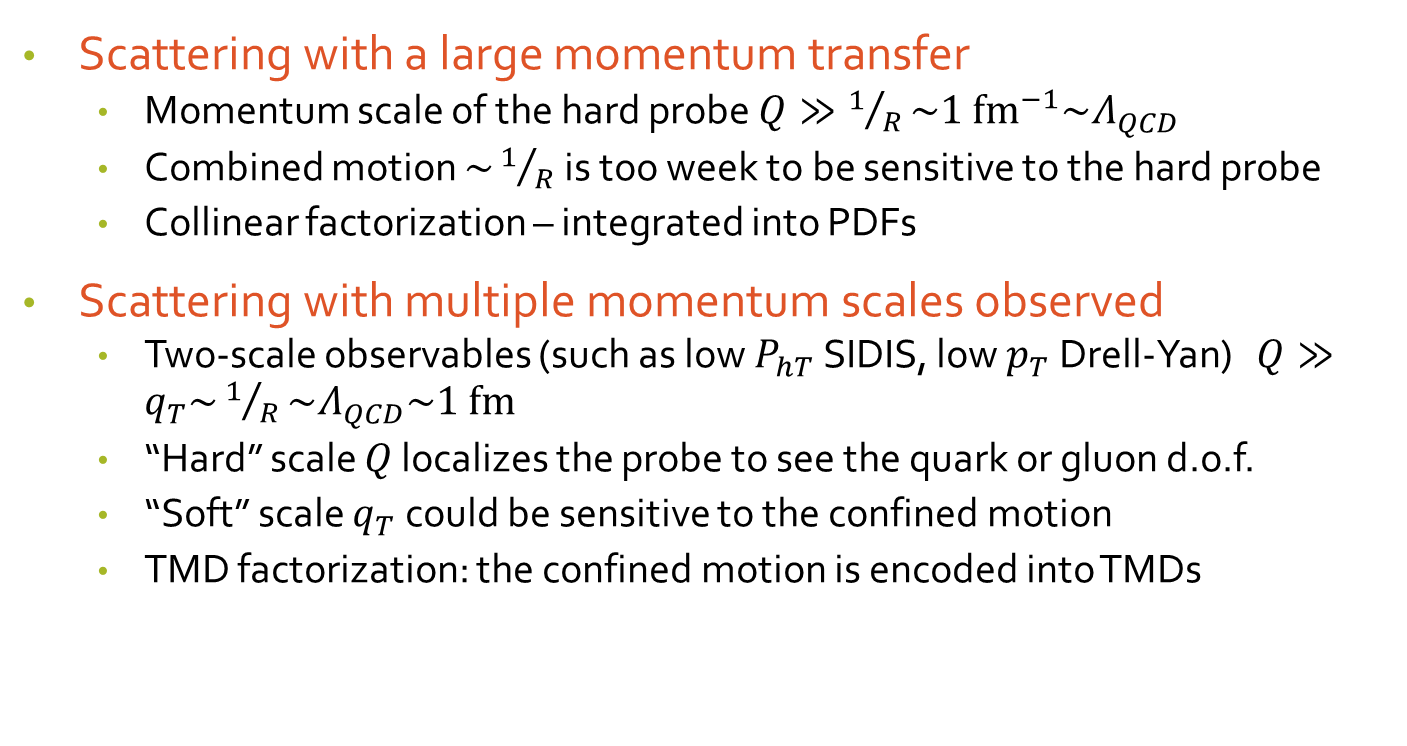 • Scattering with a large momentum transfer
• Momentum scale of the hard probe Q ≫ 1/R ~1 fm⁻¹~Λ_QCD
• Combined motion ~ 1/R is too week to be sensitive to the hard probe
• Collinear factorization – integrated into PDFs
• Scattering with multiple momentum scales observed
• Two-scale observables (such as low P_hT SIDIS, low p_T Drell-Yan) Q ≫
q_T~ 1/R ~Λ_QCD~1 fm
• “Hard” scale Q localizes the probe to see the quark or gluon d.o.f.
• “Soft” scale q_T could be sensitive to the confined motion
• TMD factorization: the confined motion is encoded into TMDs